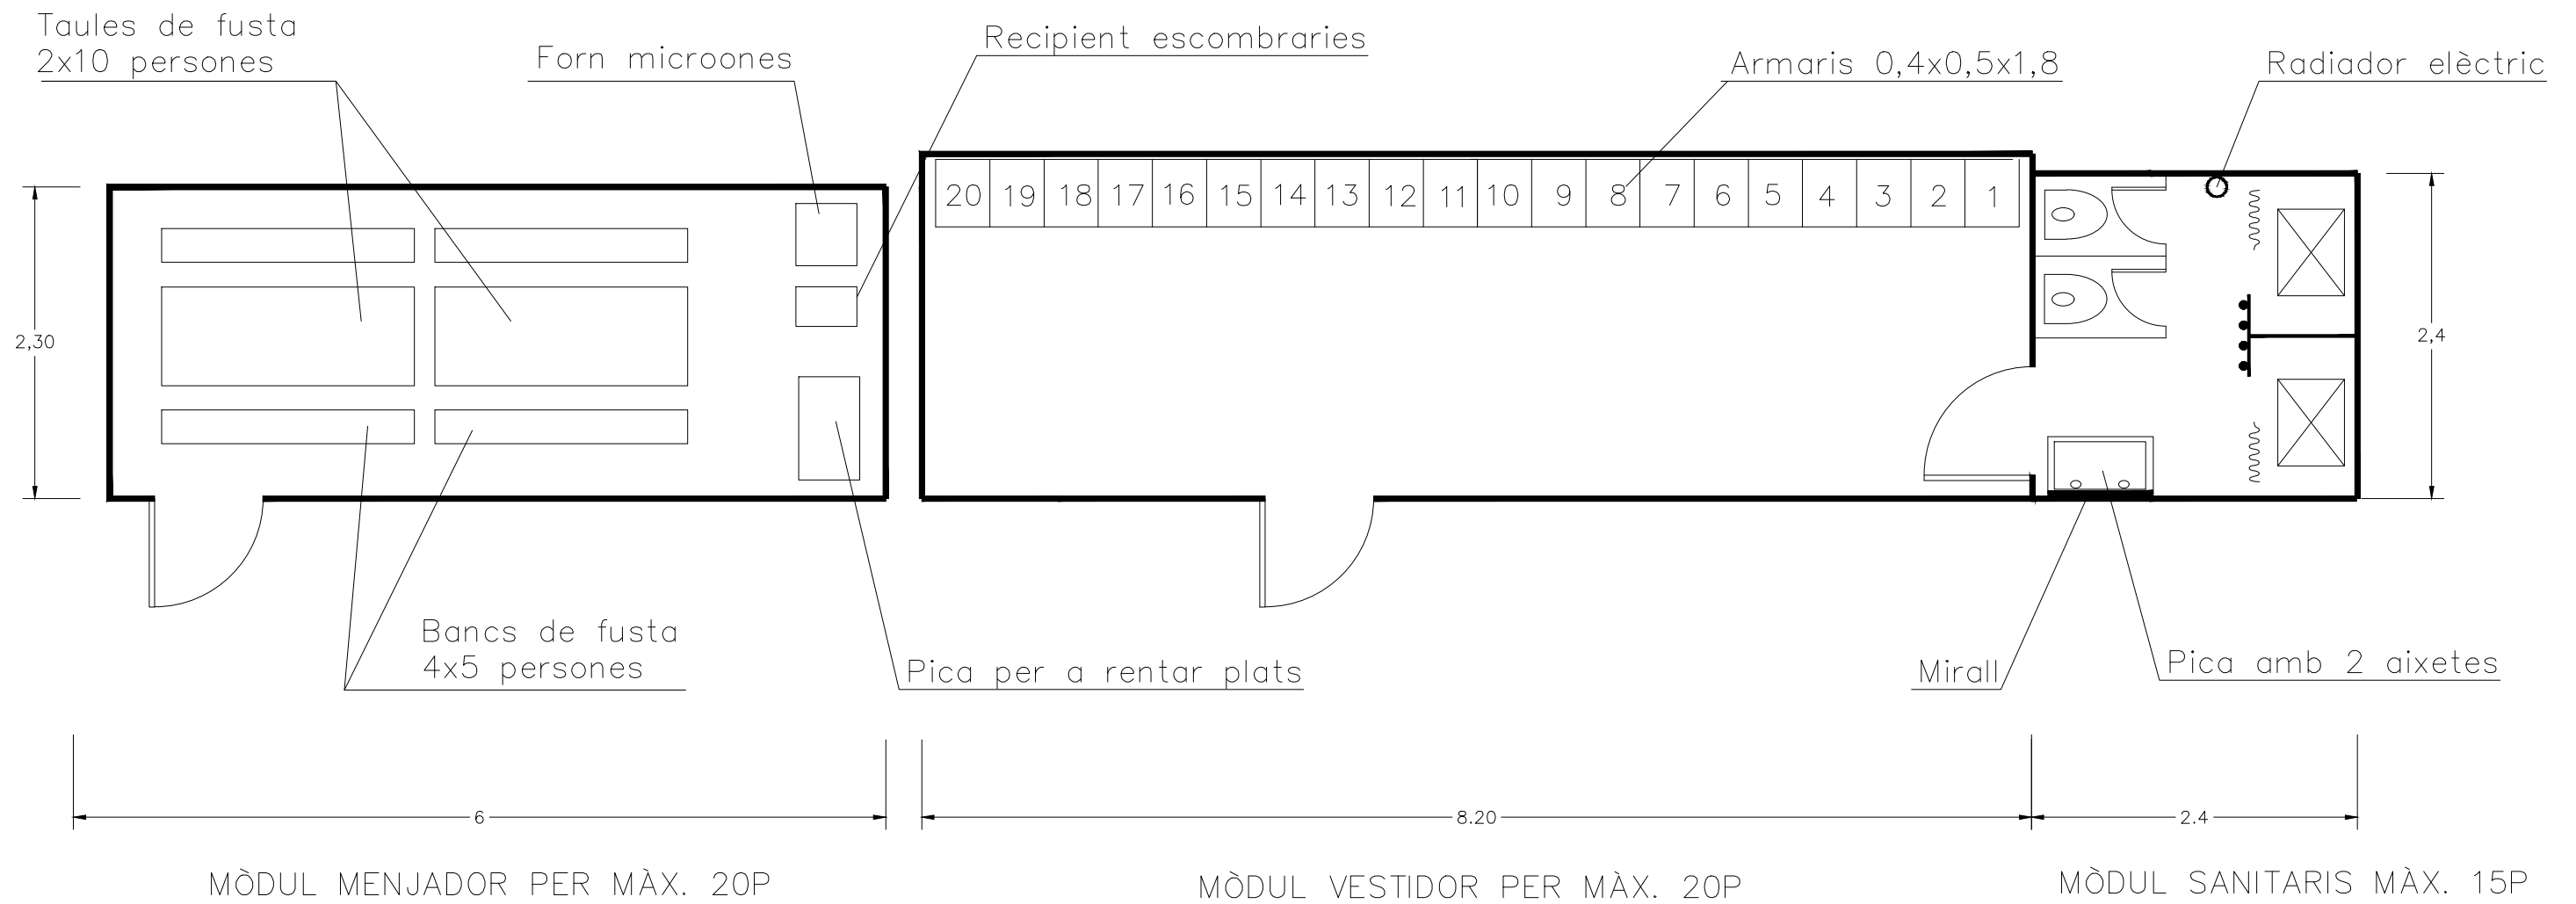 Taules de fusta
2x10 persones
Forn microones
Recipient escombraries
Armaris 0,4x0,5x1,8
Radiador elèctric
20 19 18 17 16 15 14 13 12 11 10 9 8 7 6 5 4 3 2 1
2,30
2,4
Bancs de fusta
4x5 persones
Pica per a rentar plats
Mirall
Pica amb 2 aixetes
6
8.20
2.4
MÒDUL MENJADOR PER MÀX. 20P
MÒDUL VESTIDOR PER MÀX. 20P
MÒDUL SANITARIS MÀX. 15P